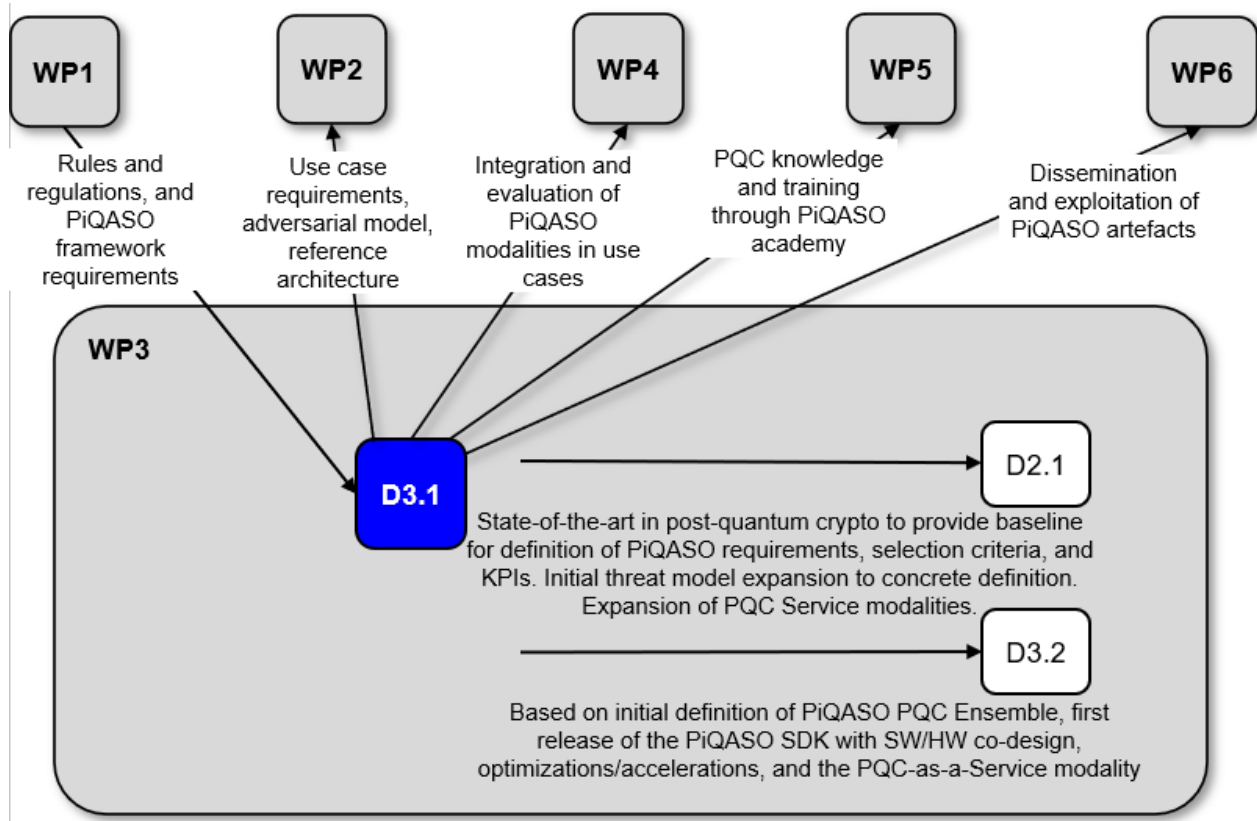 WP1
WP2
WP4
WP5
WP6
Rules and
regulations, and
PiQASO
framework
requirements
Use case
requirements,
adversarial model,
reference
architecture
Integration and
evaluation of
PiQASO
modalities in use
cases
PQC knowledge
and training
through PiQASO
academy
Dissemination
and exploitation of
PiQASO artefacts
WP3
D3.1
D2.1
State-of-the-art in post-quantum crypto to provide baseline
for definition of PiQASO requirements, selection criteria, and
KPIs. Initial threat model expansion to concrete definition.
Expansion of PQC Service modalities.
D3.2
Based on initial definition of PiQASO PQC Ensemble, first
release of the PiQASO SDK with SW/HW co-design,
optimizations/accelerations, and the PQC-as-a-Service modality